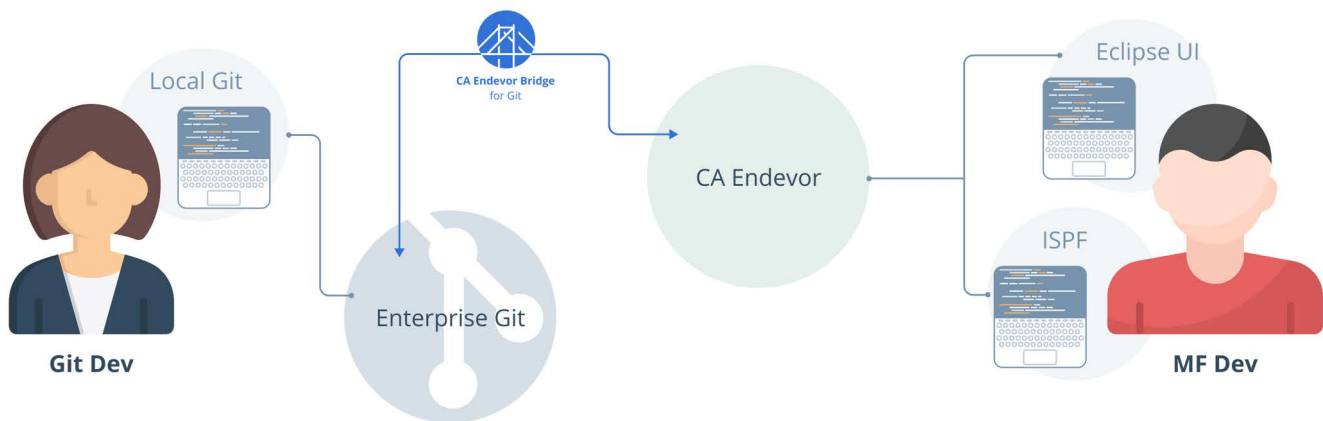 Local Git
CA Endevor Bridge
for Git
Eclipse UI
CA Endevor
ISPF
Enterprise Git
Git Dev
MF Dev